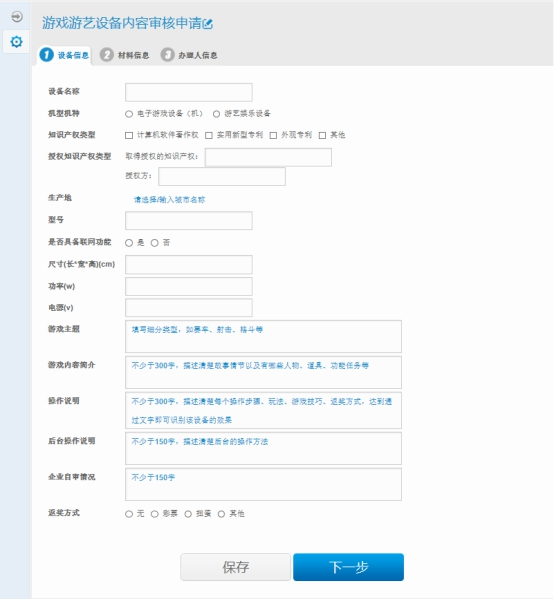 游戏游艺设备内容审核申请
1 设备信息 2 材料信息 3 办理人信息
设备名称
机型机种 电子游戏设备（机） 游艺娱乐设备
知识产权类型 计算机软件著作权 实用新型专利 外观专利 其他
授权知识产权类型 取得授权的知识产权：
授权方：
生产地 请选择/输入城市名称
型号
是否具备联网功能 是 否
尺寸(长*宽*高)(cm)
功率(w)
电源(v)
游戏主题 填写细分类型，如赛车、射击、格斗等
游戏内容简介 不少于300字，描述清楚故事情节以及有哪些人物、道具、功能任务等
操作说明 不少于300字，描述清楚每个操作步骤、玩法、游戏技巧、返奖方式，达到通
过文字即可识别该设备的效果
后台操作说明 不少于150字，描述清楚后台的操作方法
企业自审情况 不少于150字
返奖方式 无 彩票 扭蛋 其他
保存 下一步